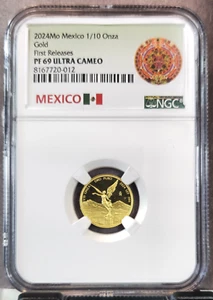 2024Mo Mexico 1/10 Onza
Gold
First Releases
PF 69 ULTRA CAMEO
8167720-012
MEXICO
NGC